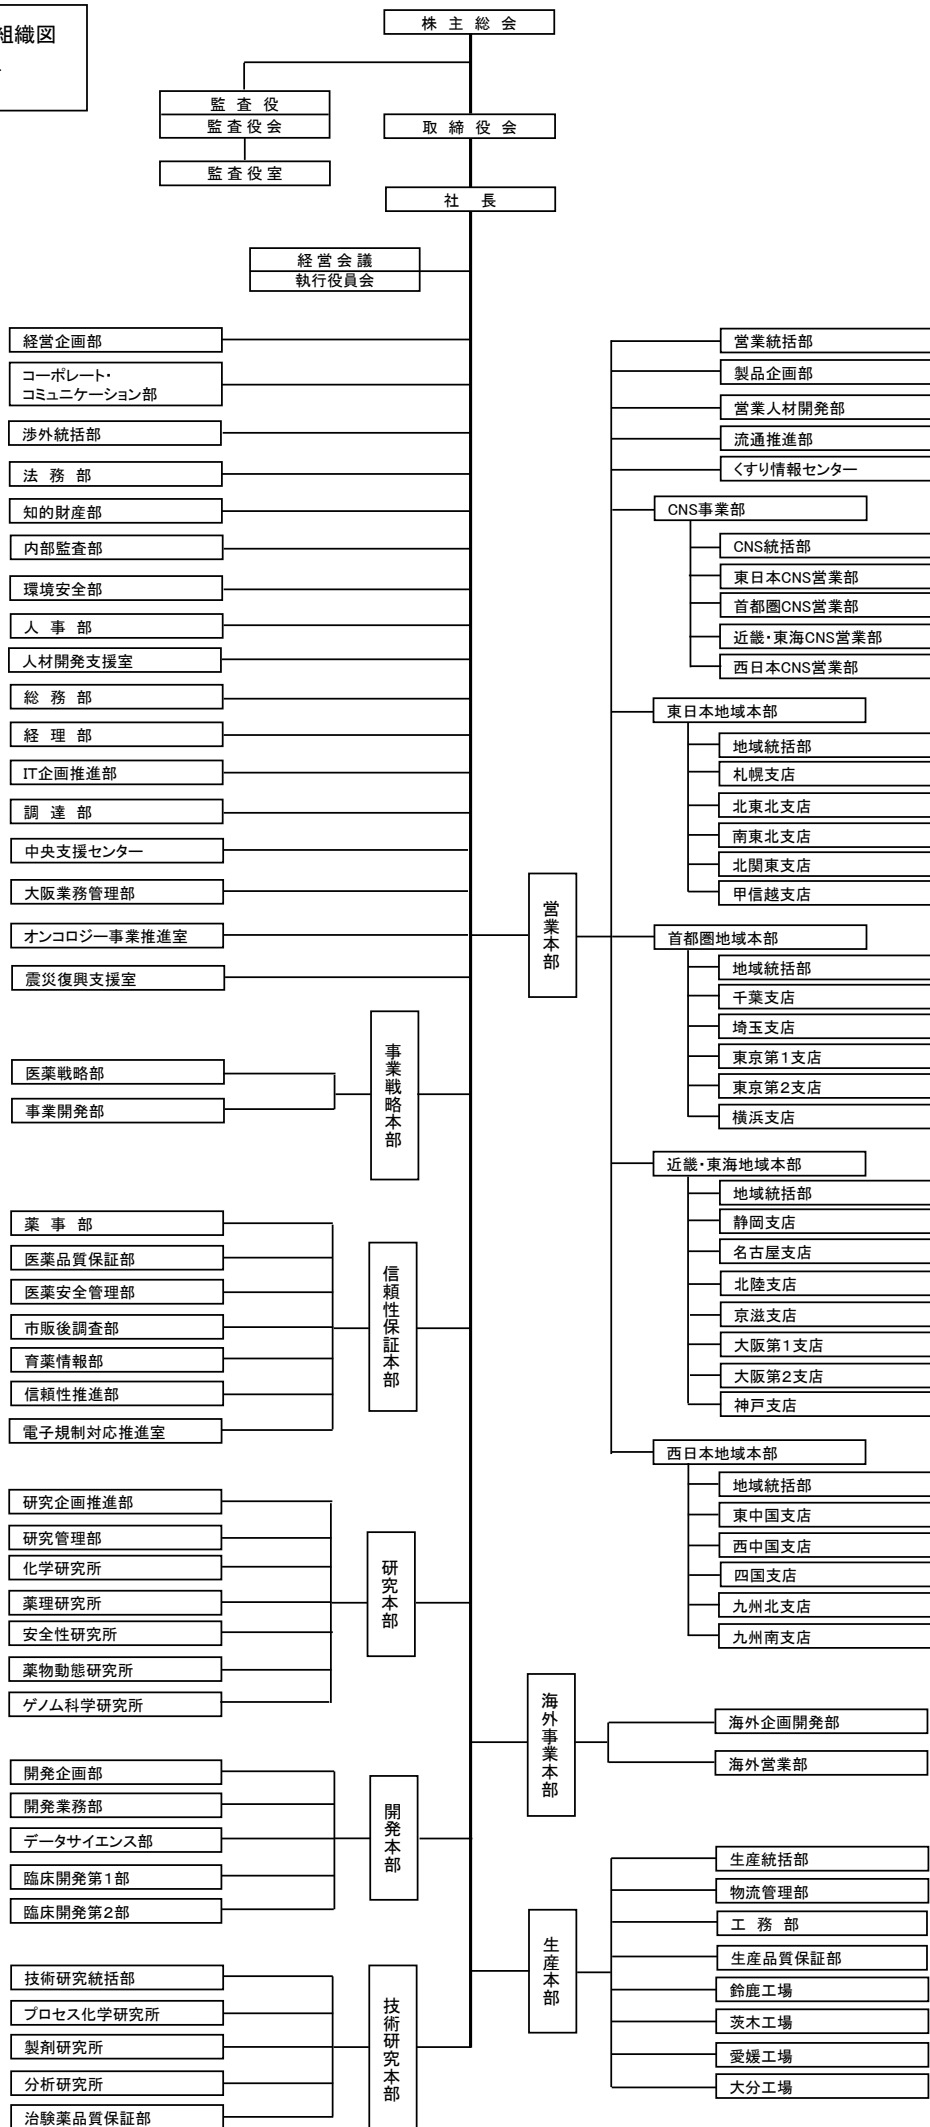 組織図
株 主 総 会
監 査 役
監 査 役 会
取 締 役 会
監 査 役 室
社 長
経 営 会 議
執行役員会
経営企画部
コーポレート・
コミュニケーション部
渉外統括部
法 務 部
知的財産部
内部監査部
環境安全部
人 事 部
人材開発支援室
総 務 部
経 理 部
IT企画推進部
調 達 部
中央支援センター
大阪業務管理部
オンコロジー事業推進室
震災復興支援室
事業戦略本部
医薬戦略部
事業開発部
信頼性保証本部
薬 事 部
医薬品質保証部
医薬安全管理部
市販後調査部
育薬情報部
信頼性推進部
電子規制対応推進室
研究本部
研究企画推進部
研究管理部
化学研究所
薬理研究所
安全性研究所
薬物動態研究所
ゲノム科学研究所
開発本部
開発企画部
開発業務部
データサイエンス部
臨床開発第1部
臨床開発第2部
技術研究本部
技術研究統括部
プロセス化学研究所
製剤研究所
分析研究所
治験薬品質保証部
営業本部
営業統括部
製品企画部
営業人材開発部
流通推進部
くすり情報センター
CNS事業部
CNS統括部
東日本CNS営業部
首都圏CNS営業部
近畿・東海CNS営業部
西日本CNS営業部
東日本地域本部
地域統括部
札幌支店
北東北支店
南東北支店
北関東支店
甲信越支店
首都圏地域本部
地域統括部
千葉支店
埼玉支店
東京第1支店
東京第2支店
横浜支店
近畿・東海地域本部
地域統括部
静岡支店
名古屋支店
北陸支店
京滋支店
大阪第1支店
大阪第2支店
神戸支店
西日本地域本部
地域統括部
東中国支店
西中国支店
四国支店
九州北支店
九州南支店
海外事業本部
海外企画開発部
海外営業部
生産本部
生産統括部
物流管理部
工 務 部
生産品質保証部
鈴鹿工場
茨木工場
愛媛工場
大分工場